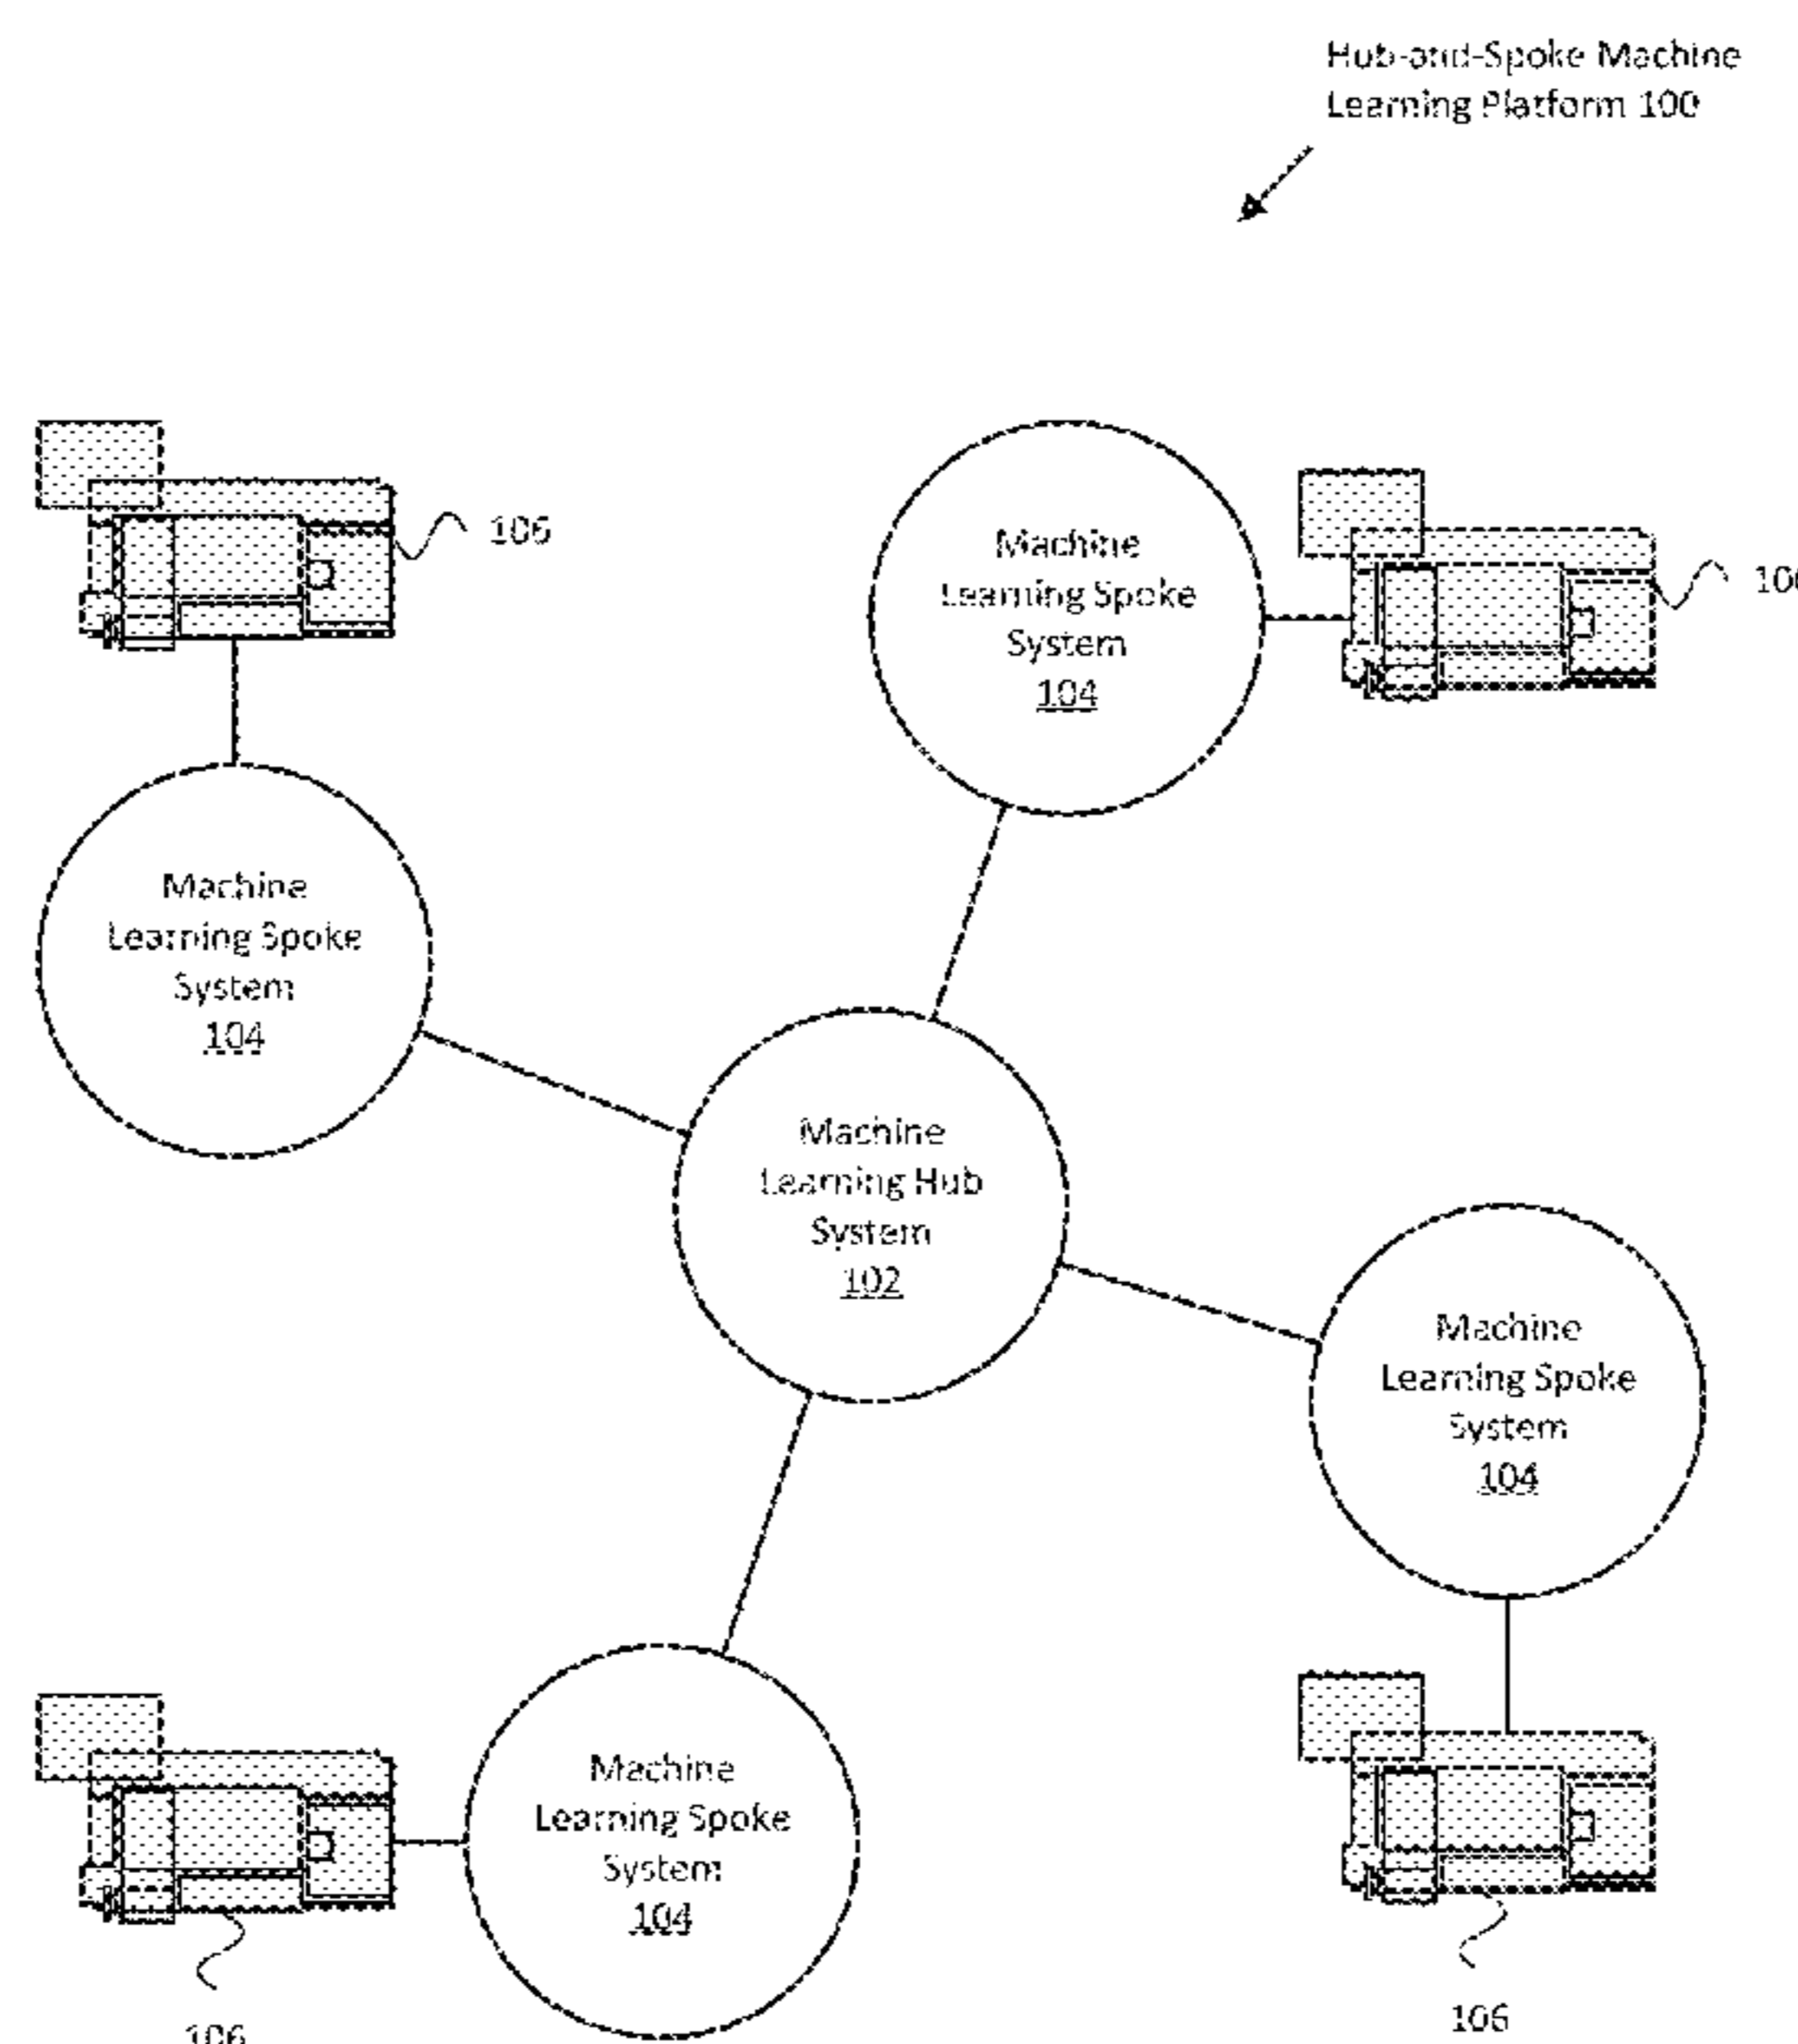 Hub-and-Spoke Machine
Learning Platform 100
106
Machine
Learning Spoke
System
104
106
Machine
Learning Spoke
System
104
Machine
Learning Hub
System
102
Machine
Learning Spoke
System
104
Machine
Learning Spoke
System
104
106
106